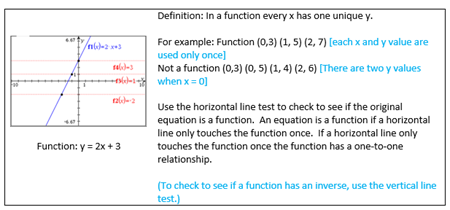 Definition: In a function every x has one unique y.
6.67
y
f1(x)=2·x+3
For example: Function (0,3) (1, 5) (2, 7) [each x and y value are
used only once]
Not a function (0,3) (0, 5) (1, 4) (2, 6) [There are two y values
when x = 0]
1
-10
1
10
f2(x)=-2
-6.67
Use the horizontal line test to check to see if the original
equation is a function. An equation is a function if a horizontal
line only touches the function once. If a horizontal line only
touches the function once the function has a one-to-one
relationship.
Function: y = 2x + 3
(To check to see if a function has an inverse, use the vertical line
test.)